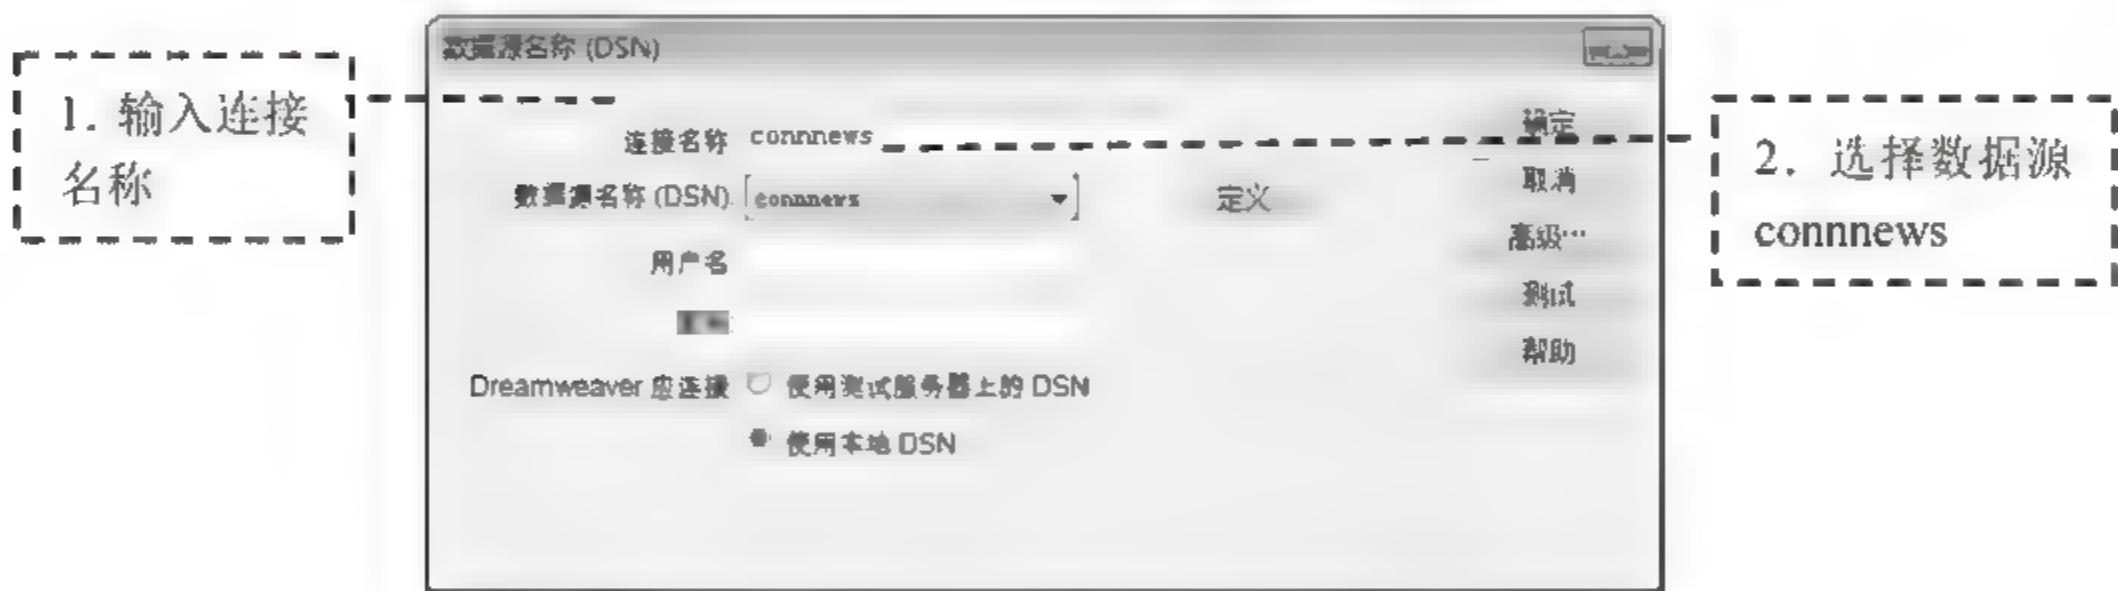 数据源名称 (DSN)
1. 输入连接
名称
连接名称 connnews
确定
2. 选择数据源
connnews
数据源名称 (DSN) connnews
定义
取消
高级…
用户名
测试
帮助
Dreamweaver 应连接
使用测试服务器上的 DSN
使用本地 DSN